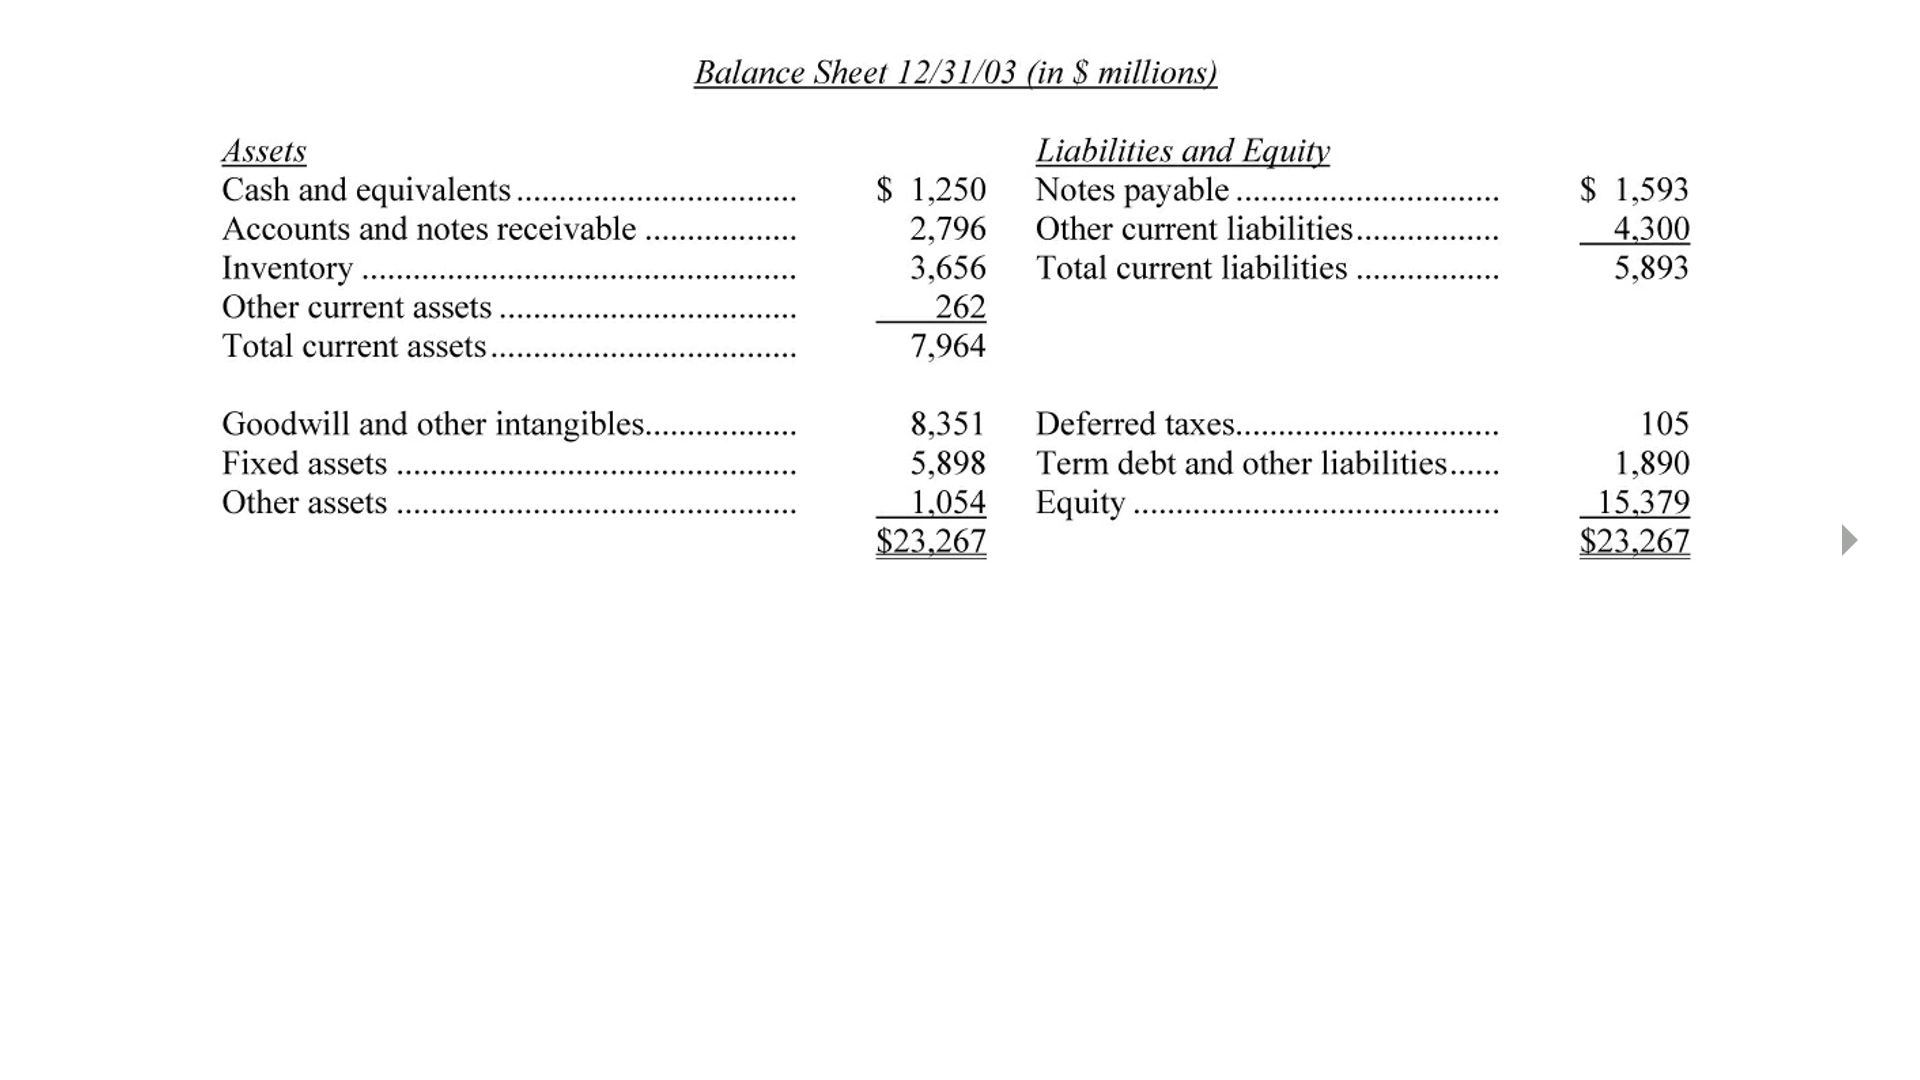 Balance Sheet 12/31/03 (in $ millions)
Assets Liabilities and Equity
Cash and equivalents ................................. $ 1,250 Notes payable ............................... $ 1,593
Accounts and notes receivable .................. 2,796 Other current liabilities................. 4,300
Inventory ................................................... 3,656 Total current liabilities ................. 5,893
Other current assets ................................... 262
Total current assets.................................... 7,964
Goodwill and other intangibles.................. 8,351 Deferred taxes............................... 105
Fixed assets ............................................... 5,898 Term debt and other liabilities...... 1,890
Other assets ............................................... 1,054 Equity ........................................... 15,379
$23,267 $23,267